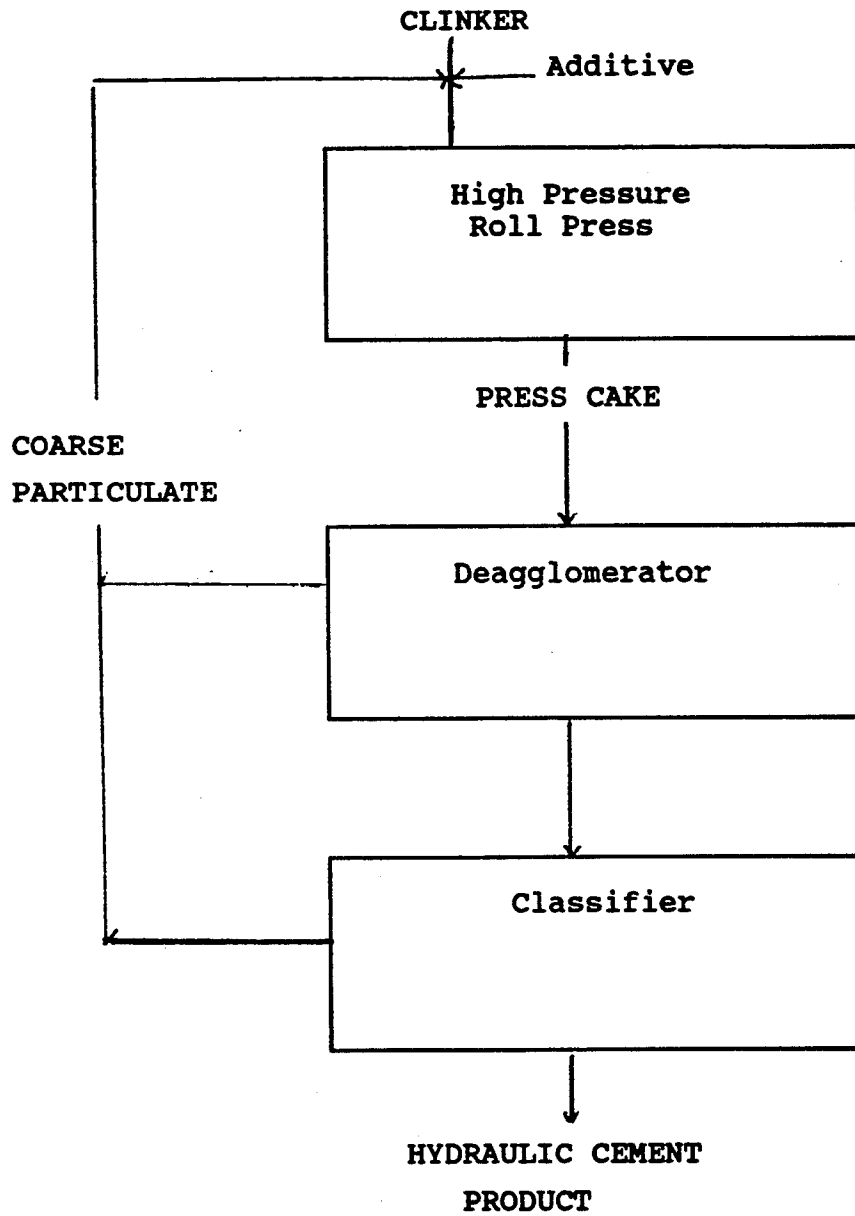 CLINKER
Additive
High Pressure
Roll Press
PRESS CAKE
COARSE
PARTICULATE
Deagglomerator
Classifier
HYDRAULIC CEMENT
PRODUCT